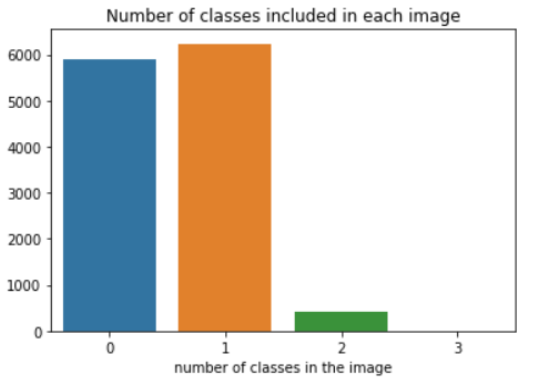 Number of classes included in each image
6000
5000
4000
3000
2000
1000
0
0 1 2 3
number of classes in the image